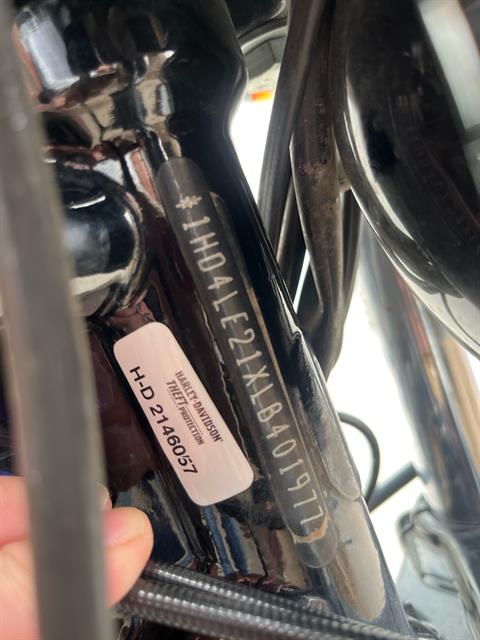 *1HD4LE21XLB401977
HARLEY-DAVIDSON®
THEFT PROTECTION
H-D 2146057